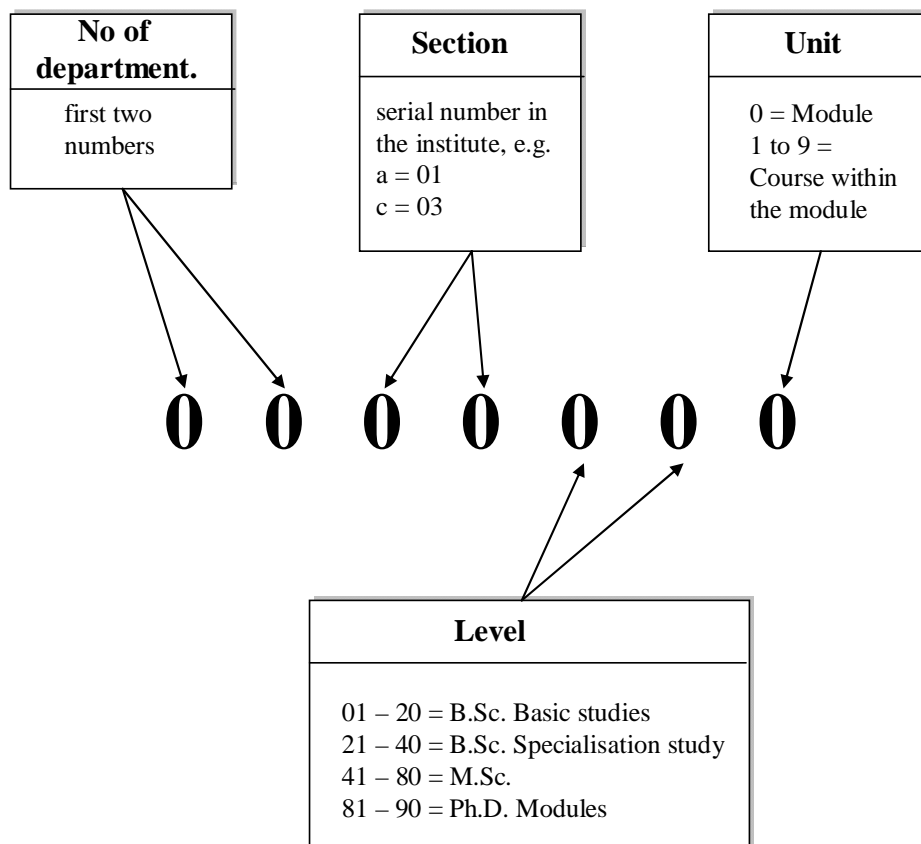 No of
department.
first two
numbers
Section
serial number in
the institute, e.g.
a = 01
c = 03
Unit
0 = Module
1 to 9 =
Course within
the module
0 0 0 0 0 0 0
Level
01 – 20 = B.Sc. Basic studies
21 – 40 = B.Sc. Specialisation study
41 – 80 = M.Sc.
81 – 90 = Ph.D. Modules